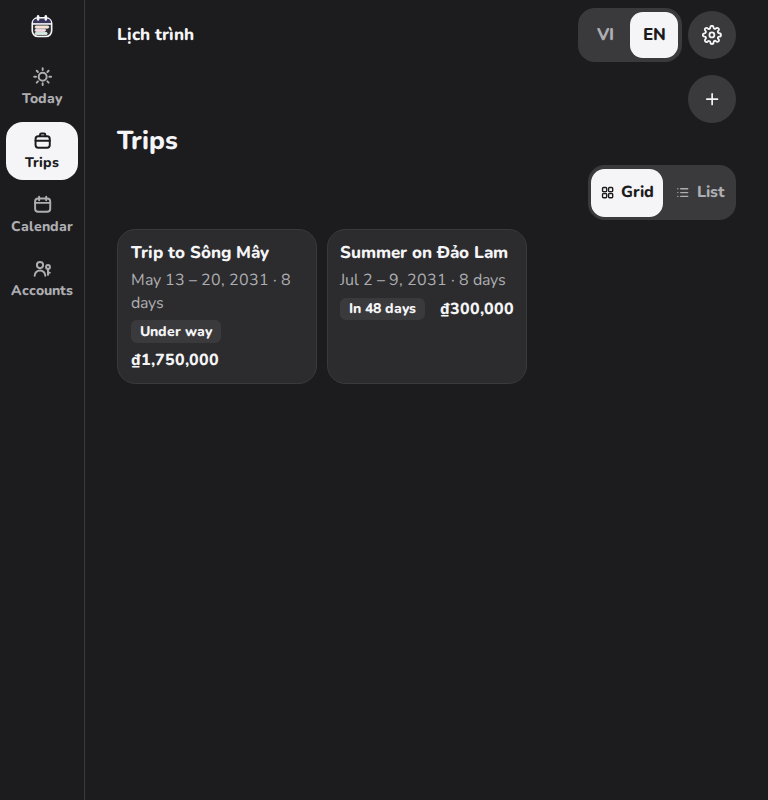 Lịch trình
VI
EN
Today
Trips
Calendar
Accounts
Trips
Grid
List
Trip to Sông Mây
May 13 – 20, 2031 · 8
days
Under way
₫1,750,000
Summer on Đảo Lam
Jul 2 – 9, 2031 · 8 days
In 48 days
₫300,000